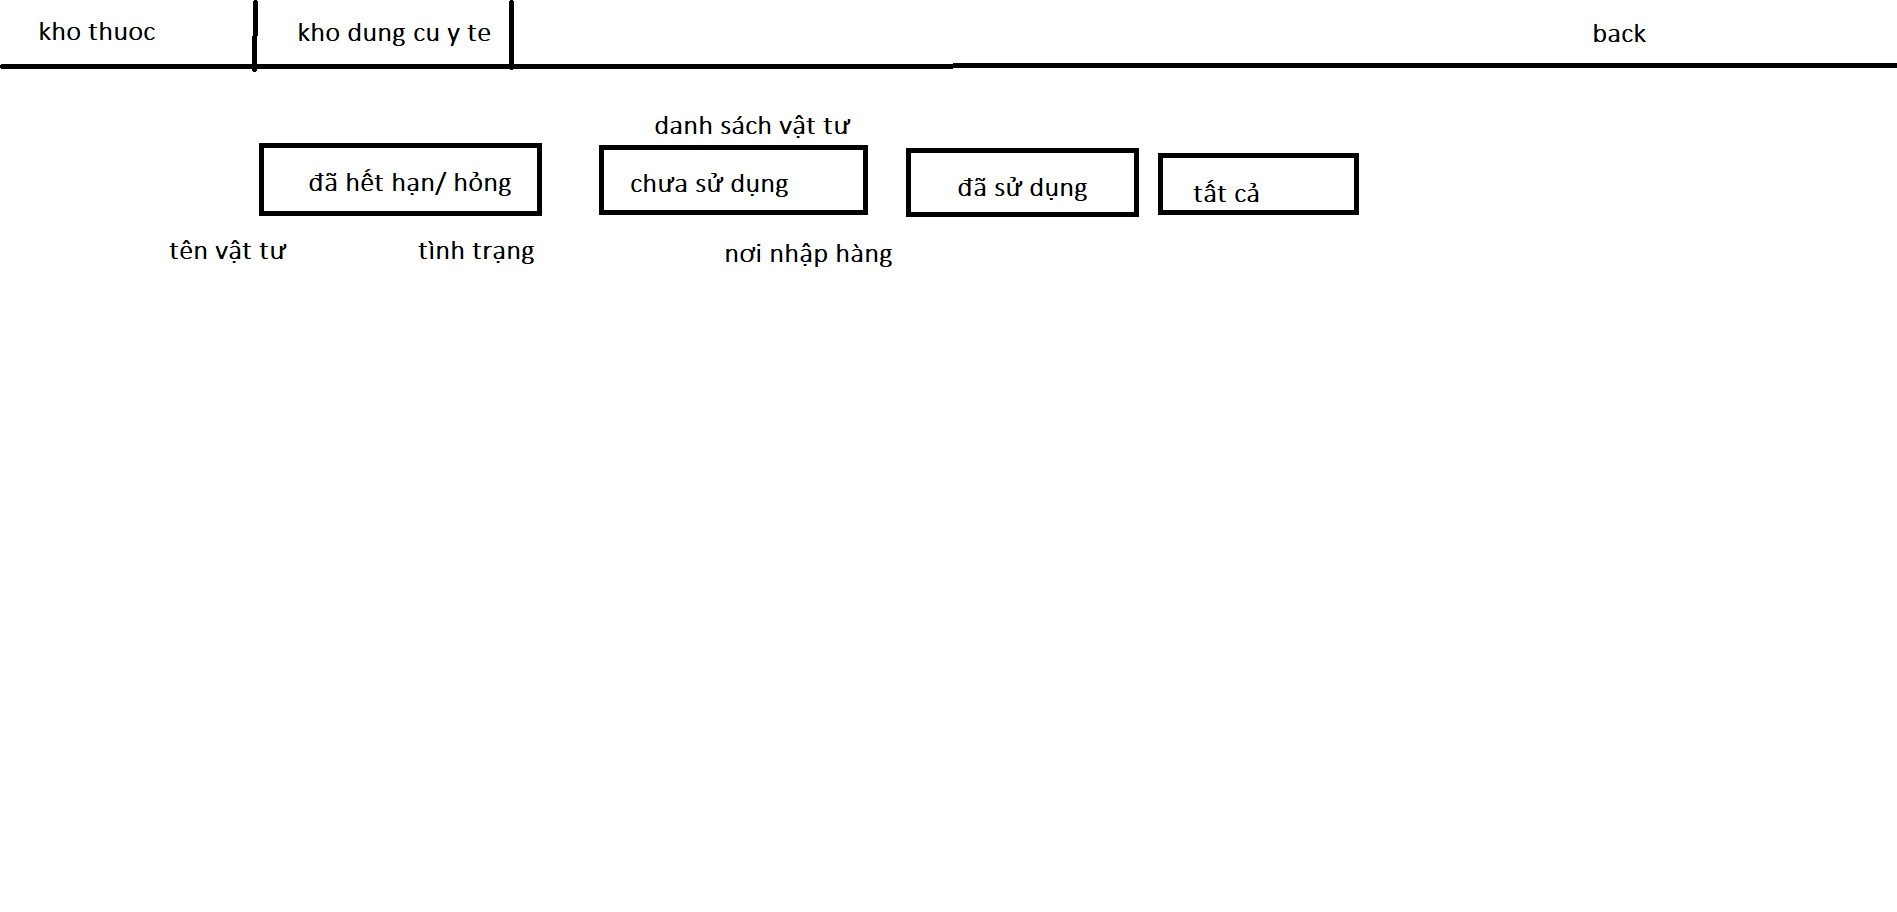 kho thuoc
kho dung cu y te
back
danh sách vật tư
đã hết hạn/ hỏng
chưa sử dụng
đã sử dụng
tất cả
tên vật tư
tình trạng
nơi nhập hàng